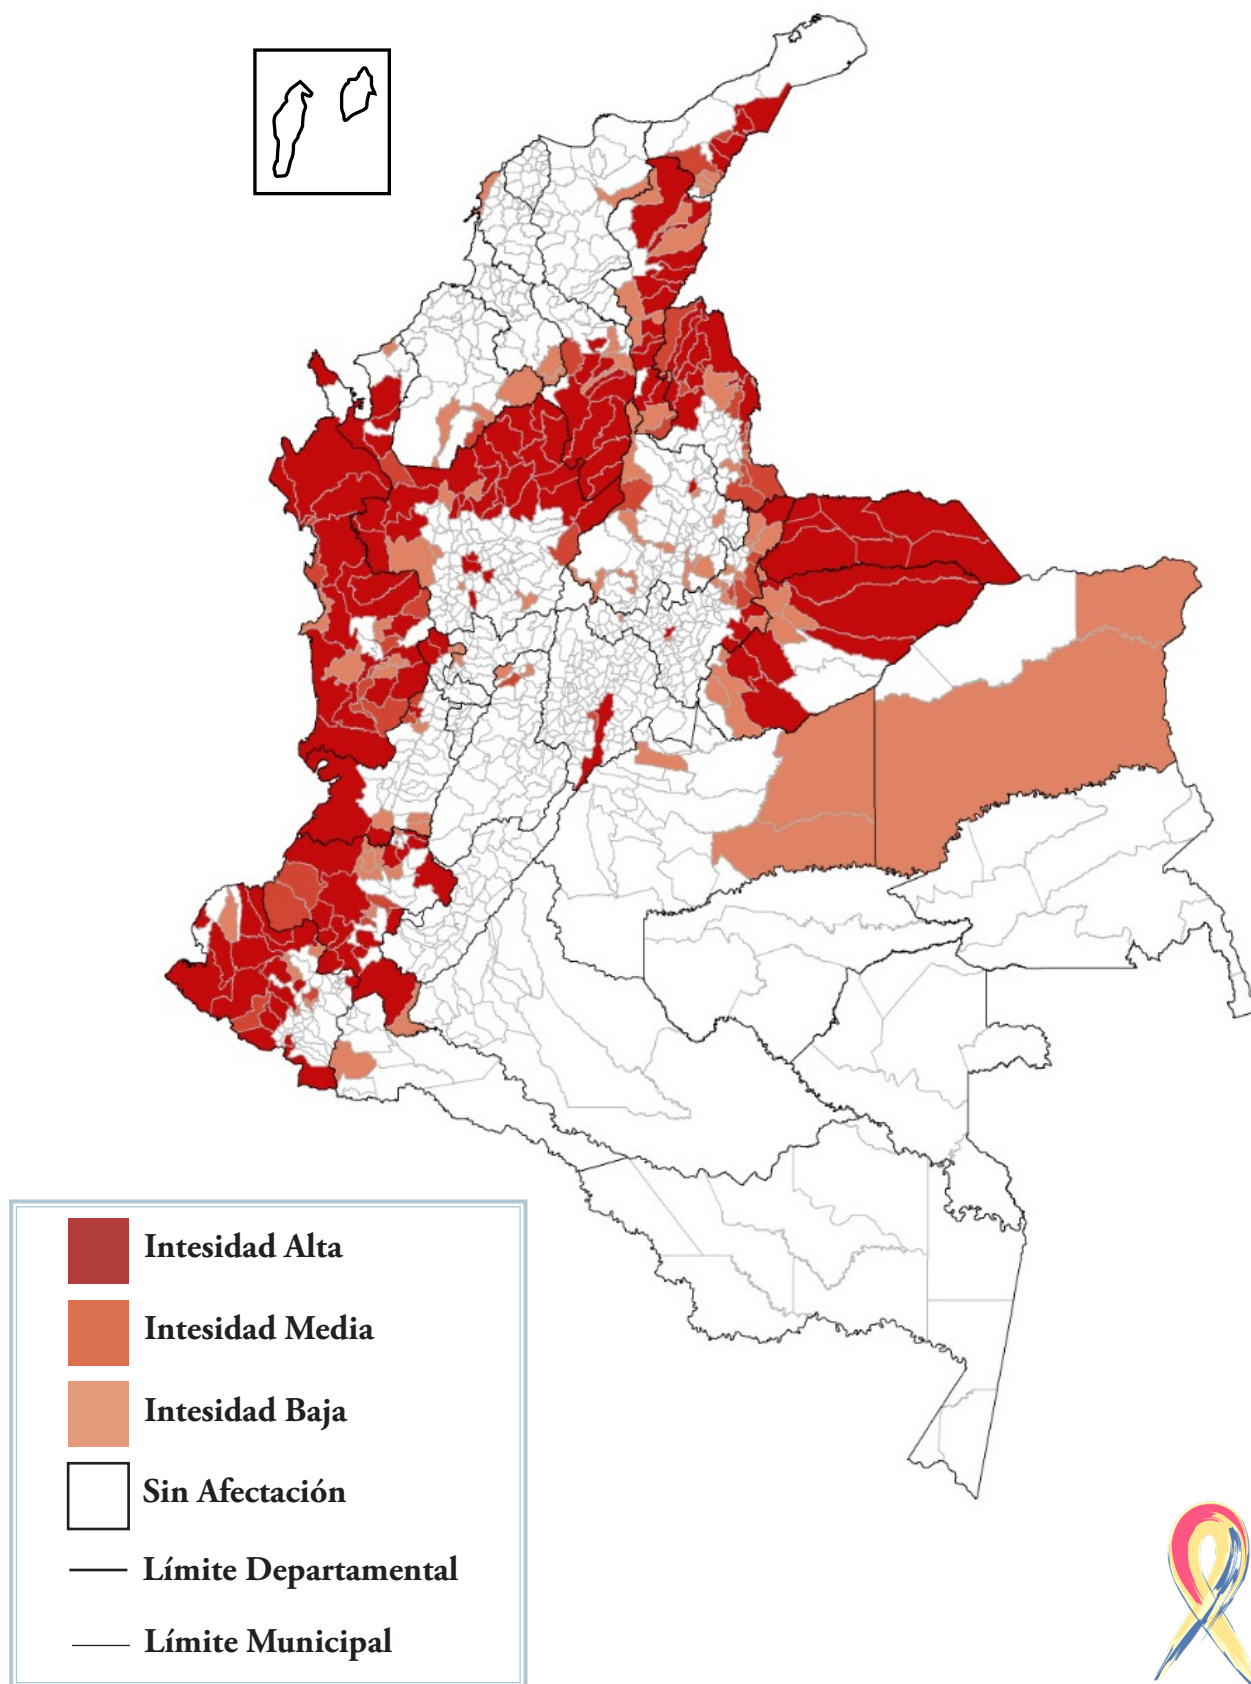 Intesidad Alta
Intesidad Media
Intesidad Baja
Sin Afectación
Límite Departamental
Límite Municipal